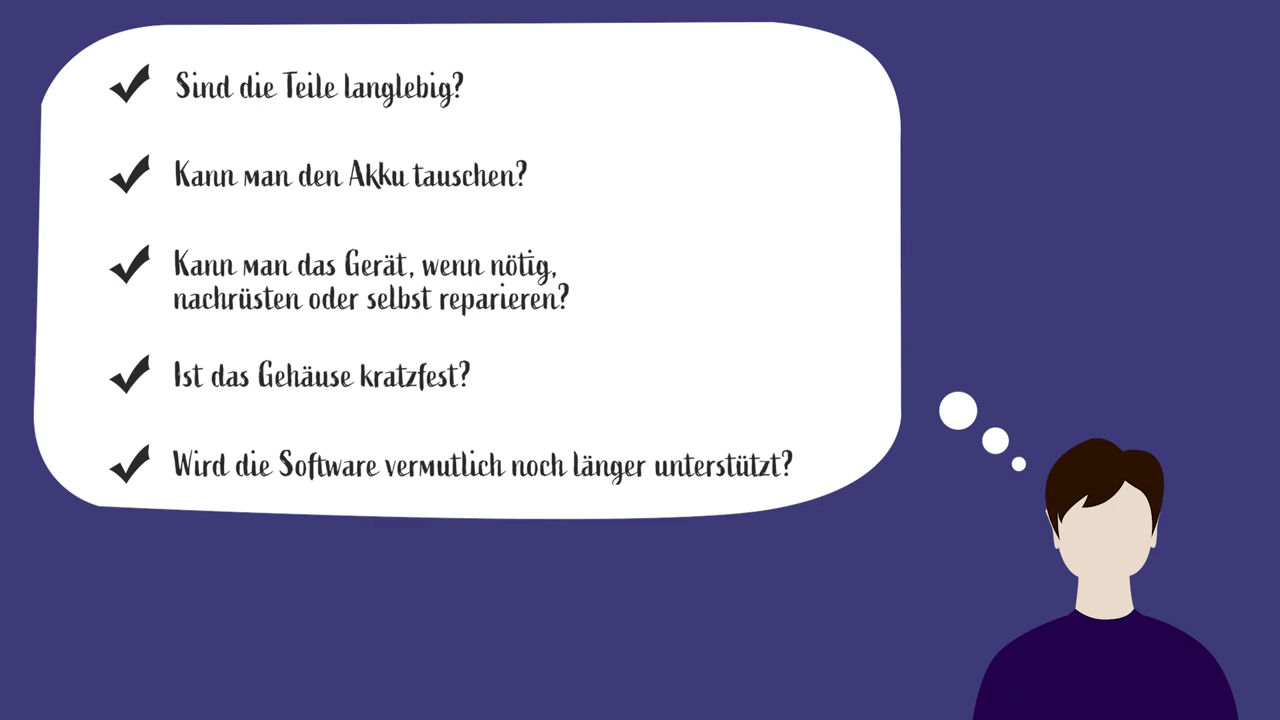 Sind die Teile langlebig?
Kann man den Akku tauschen?
Kann man das Gerät, wenn nötig,
nachrüsten oder selbst reparieren?
Ist das Gehäuse kratzfest?
Wird die Software vermutlich noch länger unterstützt?